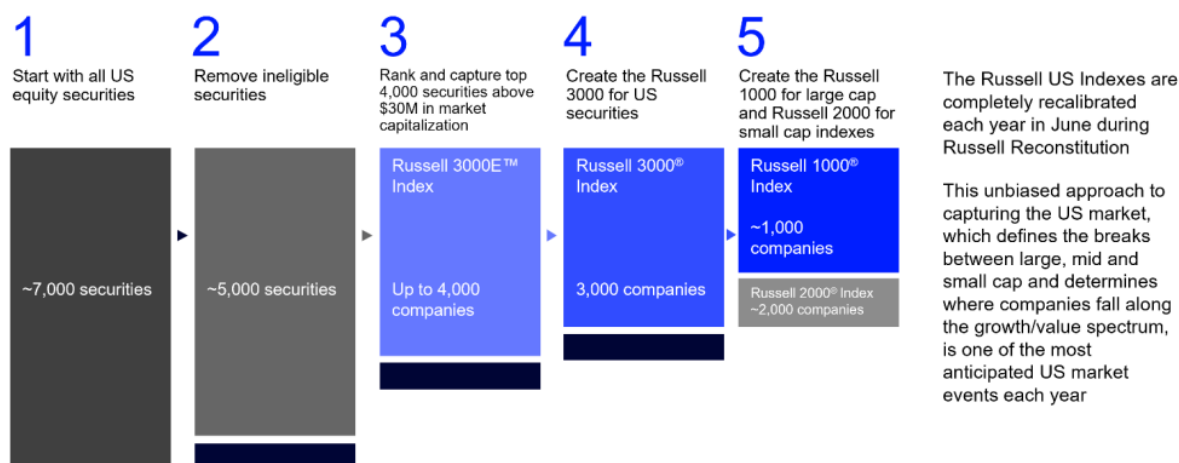 1
Start with all US
equity securities
~7,000 securities
2
Remove ineligible
securities
~5,000 securities
3
Rank and capture top
4,000 securities above
$30M in market
capitalization
Russell 3000E™
Index
Up to 4,000
companies
4
Create the Russell
3000 for US
securities
Russell 3000®
Index
3,000 companies
5
Create the Russell
1000 for large cap
and Russell 2000 for
small cap indexes
Russell 1000®
Index
~1,000
companies
Russell 2000® Index
~2,000 companies
The Russell US Indexes are
completely recalibrated
each year in June during
Russell Reconstitution
This unbiased approach to
capturing the US market,
which defines the breaks
between large, mid and
small cap and determines
where companies fall along
the growth/value spectrum,
is one of the most
anticipated US market
events each year